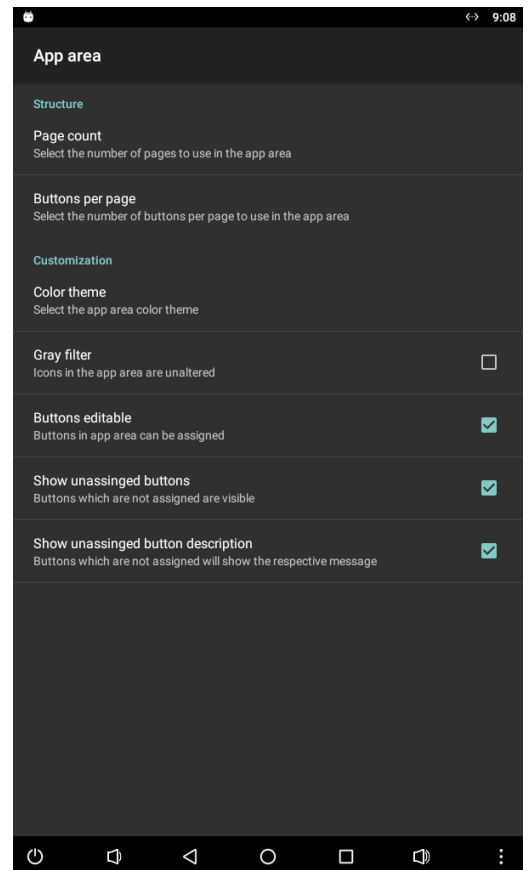 9:08
App area
Structure
Page count
Select the number of pages to use in the app area
Buttons per page
Select the number of buttons per page to use in the app area
Customization
Color theme
Select the app area color theme
Gray filter
Icons in the app area are unaltered
Buttons editable
Buttons in app area can be assigned
Show unassinged buttons
Buttons which are not assigned are visible
Show unassinged button description
Buttons which are not assigned will show the respective message